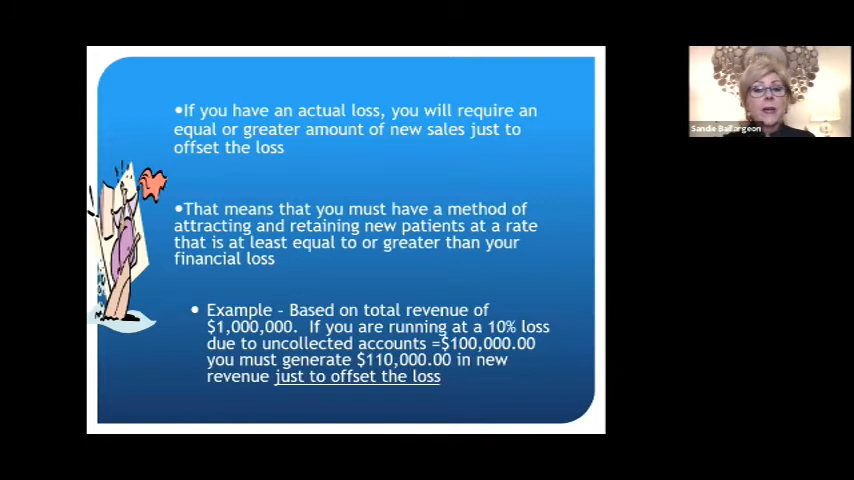 •If you have an actual loss, you will require an
equal or greater amount of new sales just to
offset the loss
•That means that you must have a method of
attracting and retaining new patients at a rate
that is at least equal to or greater than your
financial loss
• Example – Based on total revenue of
$1,000,000. If you are running at a 10% loss
due to uncollected accounts =$100,000.00
you must generate $110,000.00 in new
revenue just to offset the loss
Sandie Baillargeon